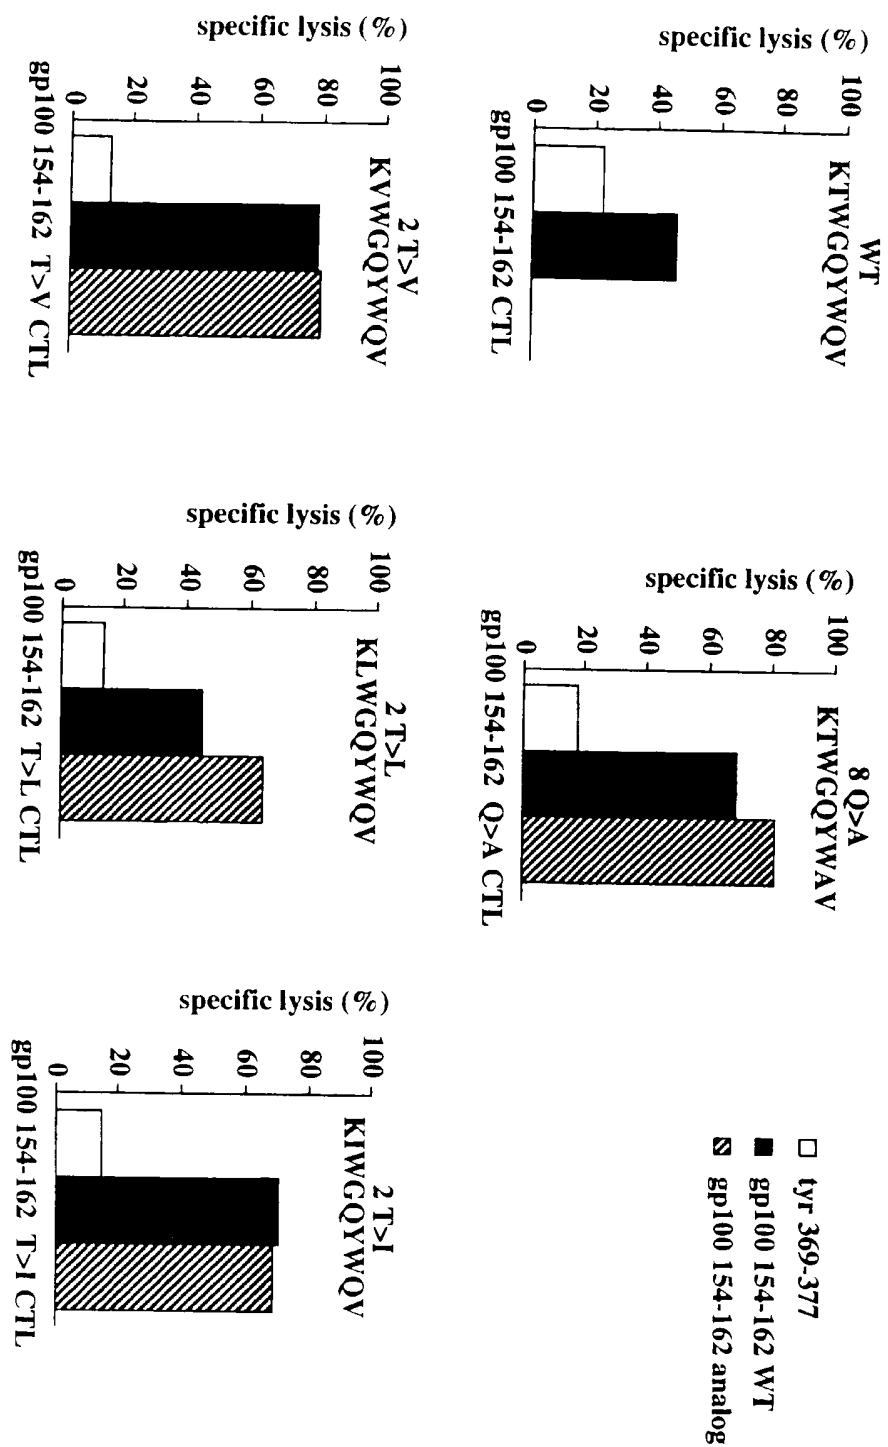 WT
KTWGQYWQV
specific lysis (%)
100
80
60
40
20
0
gp100 154-162 CTL
8 Q>A
KTWGQYWAV
specific lysis (%)
100
80
60
40
20
0
gp100 154-162 Q>A CTL
tyr 369-377
gp100 154-162 WT
gp100 154-162 analog
2 T>V
KVWGQYWQV
specific lysis (%)
100
80
60
40
20
0
gp100 154-162 T>V CTL
2 T>L
KLWGQYWQV
specific lysis (%)
100
80
60
40
20
0
gp100 154-162 T>L CTL
2 T>I
KIWGQYWQV
specific lysis (%)
100
80
60
40
20
0
gp100 154-162 T>I CTL